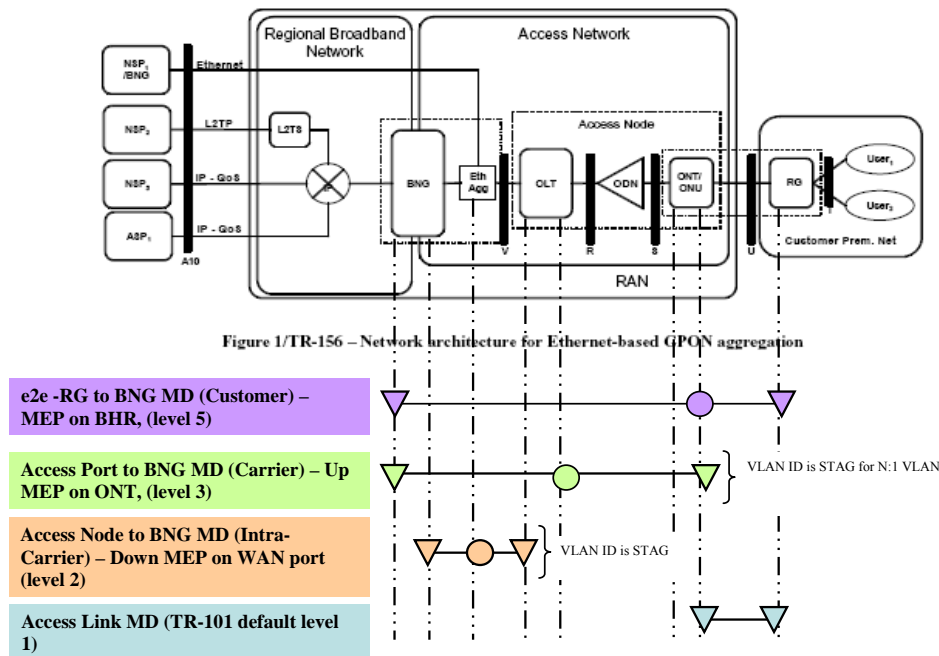 Regional Broadband
Network
Access Network
NSP₁
/BNG
Ethernet
NSP₂
L2TP
L2TS
Access Node
User₁
NSP₃
IP - QoS
IP
BNG
Eth
Agg
OLT
ODN
ONT/
ONU
RG
User₂
ASP₁
IP - QoS
Customer Prem. Net
A10
V
R
S
U
T
RAN
Figure 1/TR-156 – Network architecture for Ethernet-based GPON aggregation
e2e -RG to BNG MD (Customer) –
MEP on BHR, (level 5)
Access Port to BNG MD (Carrier) – Up
MEP on ONT, (level 3)
VLAN ID is STAG for N:1 VLAN
Access Node to BNG MD (Intra-
Carrier) – Down MEP on WAN port
(level 2)
VLAN ID is STAG
Access Link MD (TR-101 default level
1)